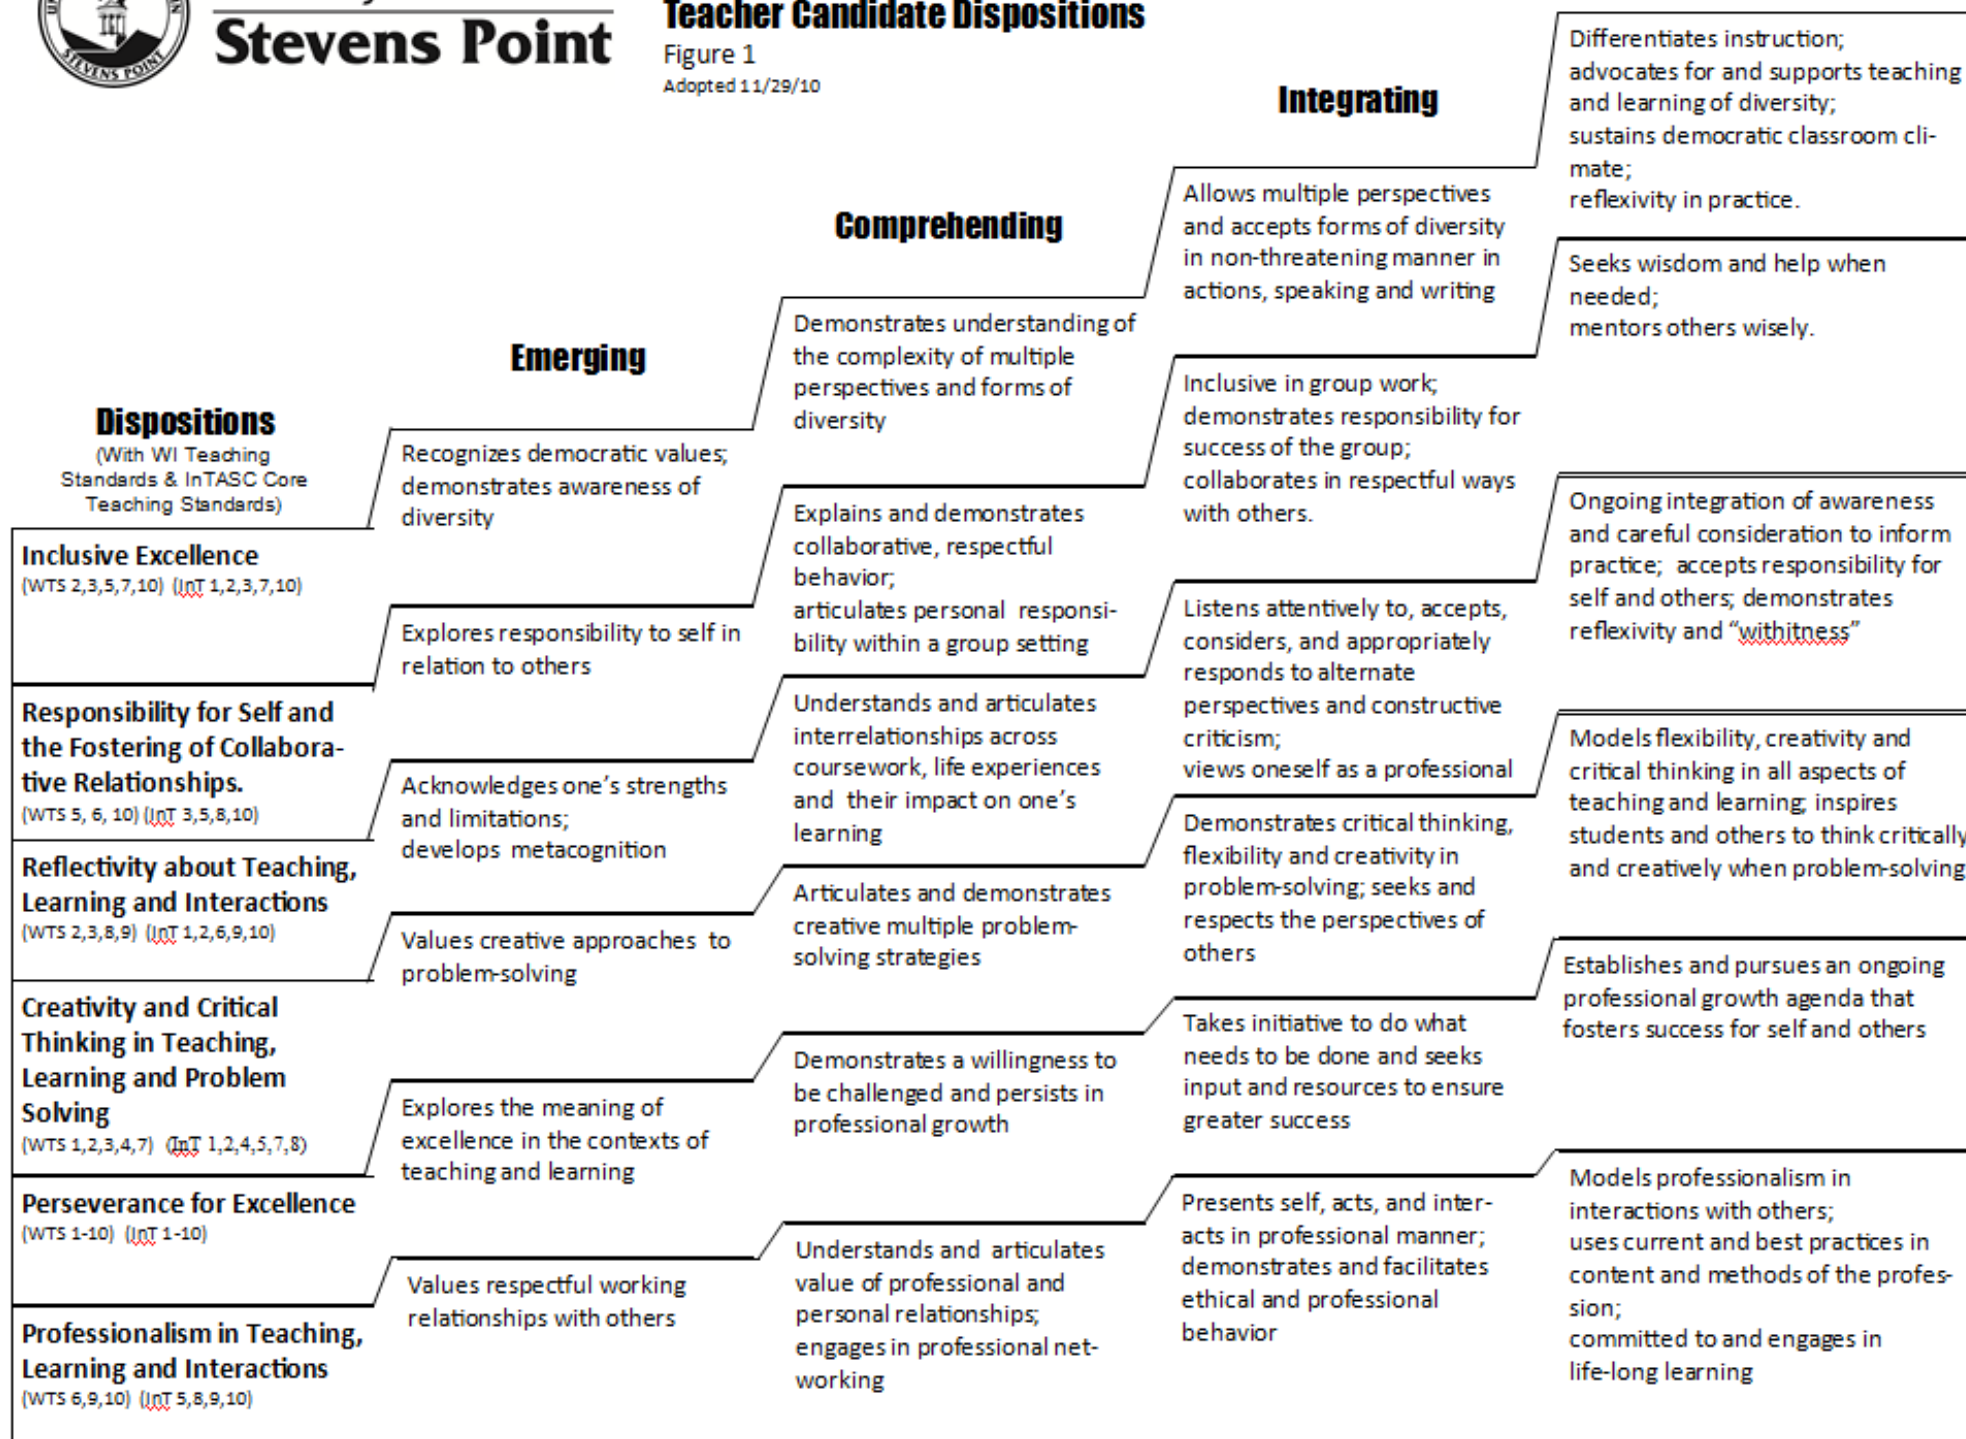 STEVENS POINT
Stevens Point
Teacher Candidate Dispositions
Figure 1
Adopted 11/29/10
Dispositions
(With WI Teaching
Standards & InTASC Core
Teaching Standards)
Inclusive Excellence
(WTS 2,3,5,7,10) (InT 1,2,3,7,10)
Responsibility for Self and
the Fostering of Collabora-
tive Relationships.
(WTS 5, 6, 10) (InT 3,5,8,10)
Reflectivity about Teaching,
Learning and Interactions
(WTS 2,3,8,9) (InT 1,2,6,9,10)
Creativity and Critical
Thinking in Teaching,
Learning and Problem
Solving
(WTS 1,2,3,4,7) (InT 1,2,4,5,7,8)
Perseverance for Excellence
(WTS 1-10) (InT 1-10)
Professionalism in Teaching,
Learning and Interactions
(WTS 6,9,10) (InT 5,8,9,10)
Emerging
Recognizes democratic values;
demonstrates awareness of
diversity
Explores responsibility to self in
relation to others
Acknowledges one's strengths
and limitations;
develops metacognition
Values creative approaches to
problem-solving
Explores the meaning of
excellence in the contexts of
teaching and learning
Values respectful working
relationships with others
Comprehending
Demonstrates understanding of
the complexity of multiple
perspectives and forms of
diversity
Explains and demonstrates
collaborative, respectful
behavior;
articulates personal responsi-
bility within a group setting
Understands and articulates
interrelationships across
coursework, life experiences
and their impact on one's
learning
Articulates and demonstrates
creative multiple problem-
solving strategies
Demonstrates a willingness to
be challenged and persists in
professional growth
Understands and articulates
value of professional and
personal relationships;
engages in professional net-
working
Integrating
Allows multiple perspectives
and accepts forms of diversity
in non-threatening manner in
actions, speaking and writing
Inclusive in group work;
demonstrates responsibility for
success of the group;
collaborates in respectful ways
with others.
Listens attentively to, accepts,
considers, and appropriately
responds to alternate
perspectives and constructive
criticism;
views oneself as a professional
Demonstrates critical thinking,
flexibility and creativity in
problem-solving; seeks and
respects the perspectives of
others
Takes initiative to do what
needs to be done and seeks
input and resources to ensure
greater success
Presents self, acts, and inter-
acts in professional manner;
demonstrates and facilitates
ethical and professional
behavior
Differentiates instruction;
advocates for and supports teaching
and learning of diversity;
sustains democratic classroom cli-
mate;
reflexivity in practice.
Seeks wisdom and help when
needed;
mentors others wisely.
Ongoing integration of awareness
and careful consideration to inform
practice; accepts responsibility for
self and others; demonstrates
reflexivity and “withitness”
Models flexibility, creativity and
critical thinking in all aspects of
teaching and learning; inspires
students and others to think critically
and creatively when problem-solving
Establishes and pursues an ongoing
professional growth agenda that
fosters success for self and others
Models professionalism in
interactions with others;
uses current and best practices in
content and methods of the profes-
sion;
committed to and engages in
life-long learning